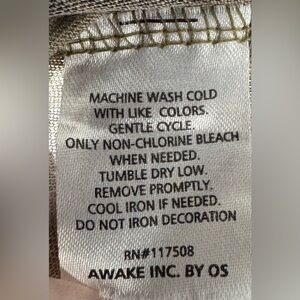 MACHINE WASH COLD
WITH LIKE COLORS.
GENTLE CYCLE.
ONLY NON-CHLORINE BLEACH
WHEN NEEDED.
TUMBLE DRY LOW.
REMOVE PROMPTLY.
COOL IRON IF NEEDED.
DO NOT IRON DECORATION
RN#117508
AWAKE INC. BY OS